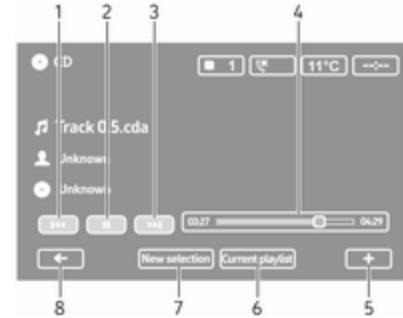 1 2 3 4
CD 1 11°C --:--
Track 05.cda
Unknown
Unknown
03:27 04:29
New selection Current playlist +
8 7 6 5